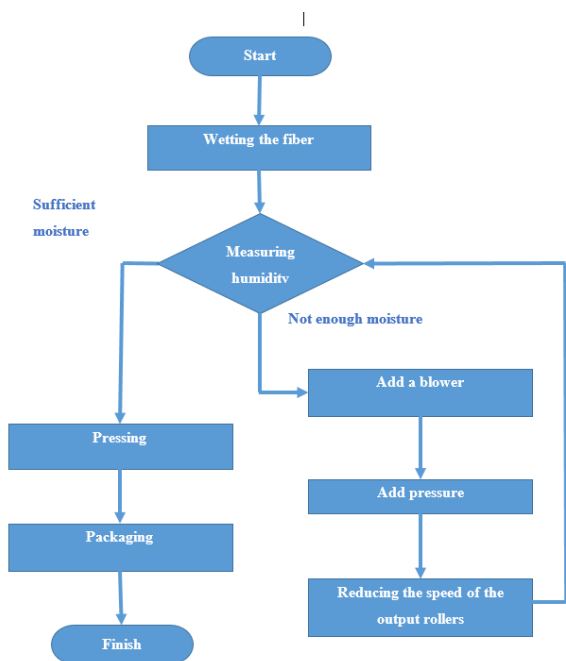 Start
Wetting the fiber
Sufficient
moisture
Measuring
humidity
Not enough moisture
Add a blower
Pressing
Add pressure
Packaging
Reducing the speed of the
output rollers
Finish